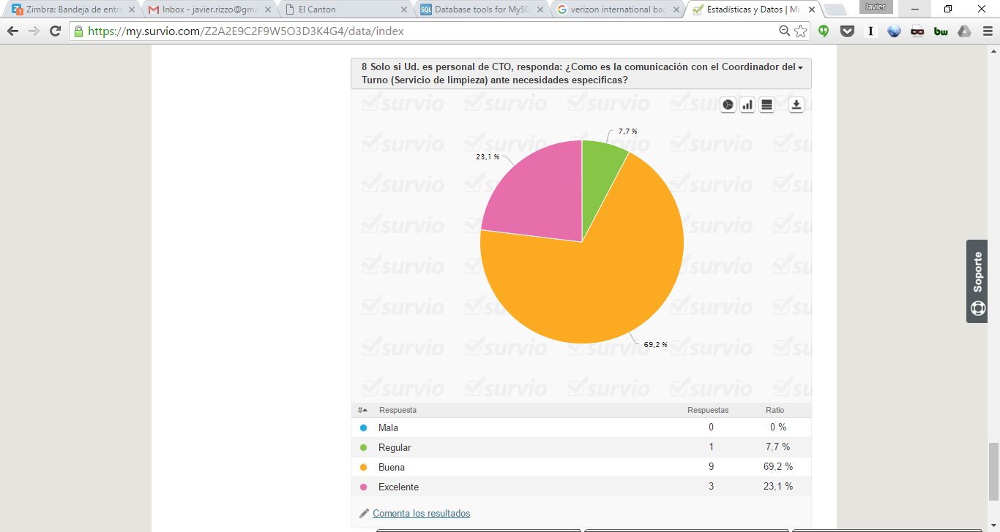 Zimbra: Bandeja de entra
Inbox - javier.rizzo@gma
El Canton
Database tools for MySQ
verizon international bac
Estadísticas y Datos | Mi
Javier
https://my.survio.com/Z2A2E9C2F9W5O3D3K4G4/data/index
8 Solo si Ud. es personal de CTO, responda: ¿Como es la comunicación con el Coordinador del
Turno (Servicio de limpieza) ante necesidades especificas?
survio
7,7 %
23,1 %
69,2 %
Soporte
# Respuesta Respuestas Ratio
Mala 0 0 %
Regular 1 7,7 %
Buena 9 69,2 %
Excelente 3 23,1 %
Comenta los resultados